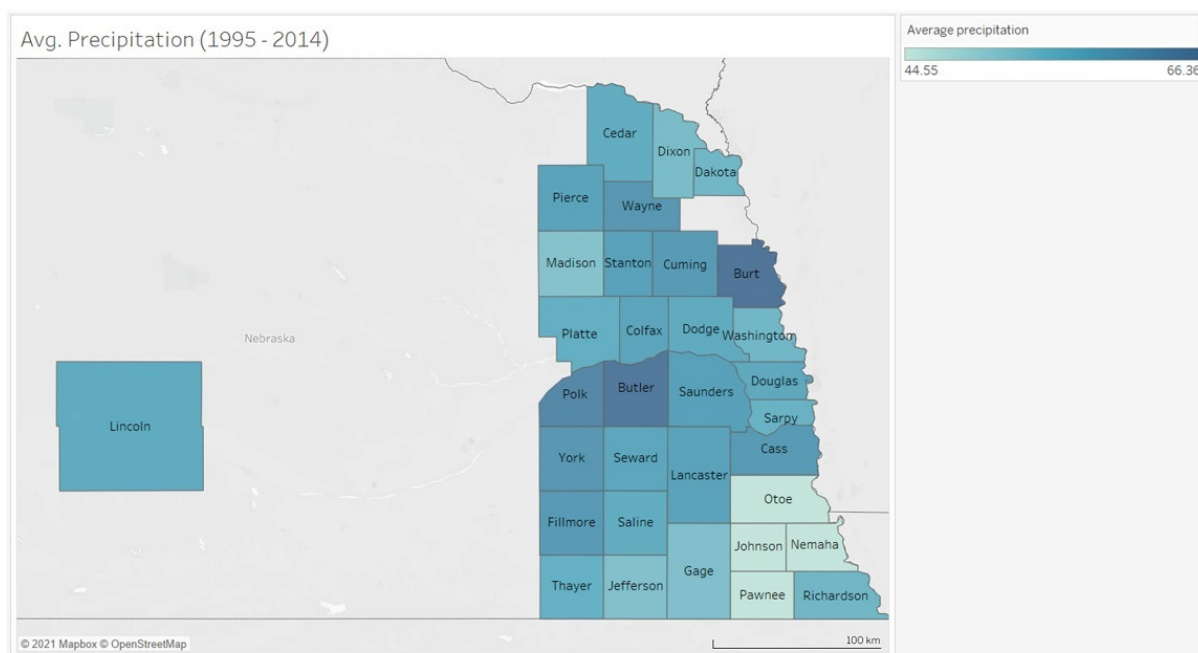 Avg. Precipitation (1995 - 2014)
Average precipitation
44.55 66.36
Cedar
Dixon
Dakota
Pierce
Wayne
Madison
Stanton
Cuming
Burt
Nebraska
Platte
Colfax
Dodge
Washington
Polk
Butler
Saunders
Douglas
Sarpy
Lincoln
York
Seward
Lancaster
Cass
Otoe
Fillmore
Saline
Johnson
Nemaha
Thayer
Jefferson
Gage
Pawnee
Richardson
© 2021 Mapbox © OpenStreetMap
100 km